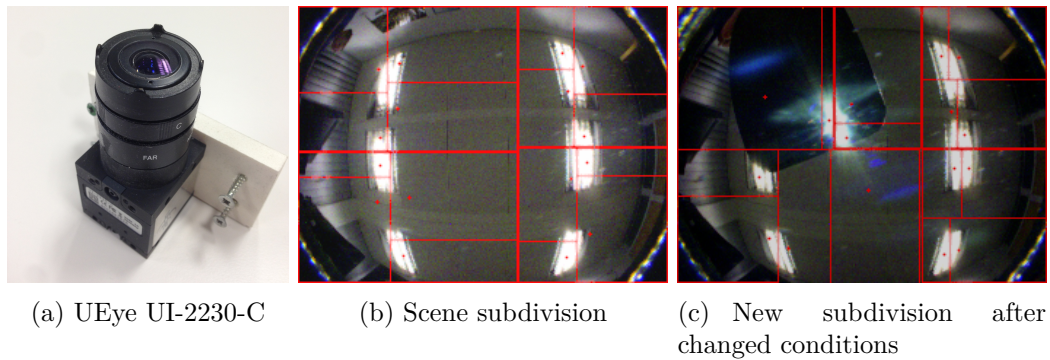 C
FAR
(a) UEye UI-2230-C
(b) Scene subdivision
(c) New subdivision after
changed conditions